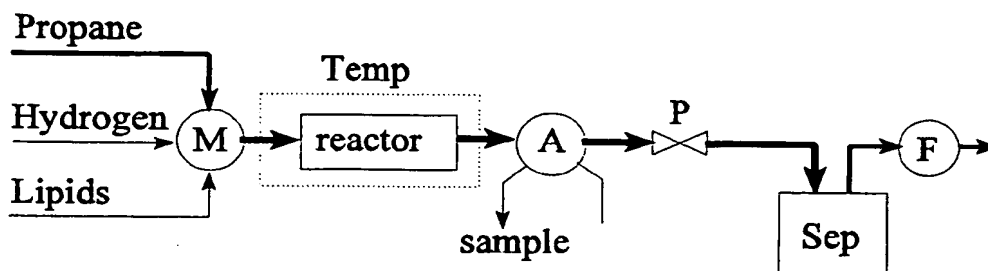 Propane
Temp
Hydrogen
M
reactor
A
P
F
Lipids
sample
Sep